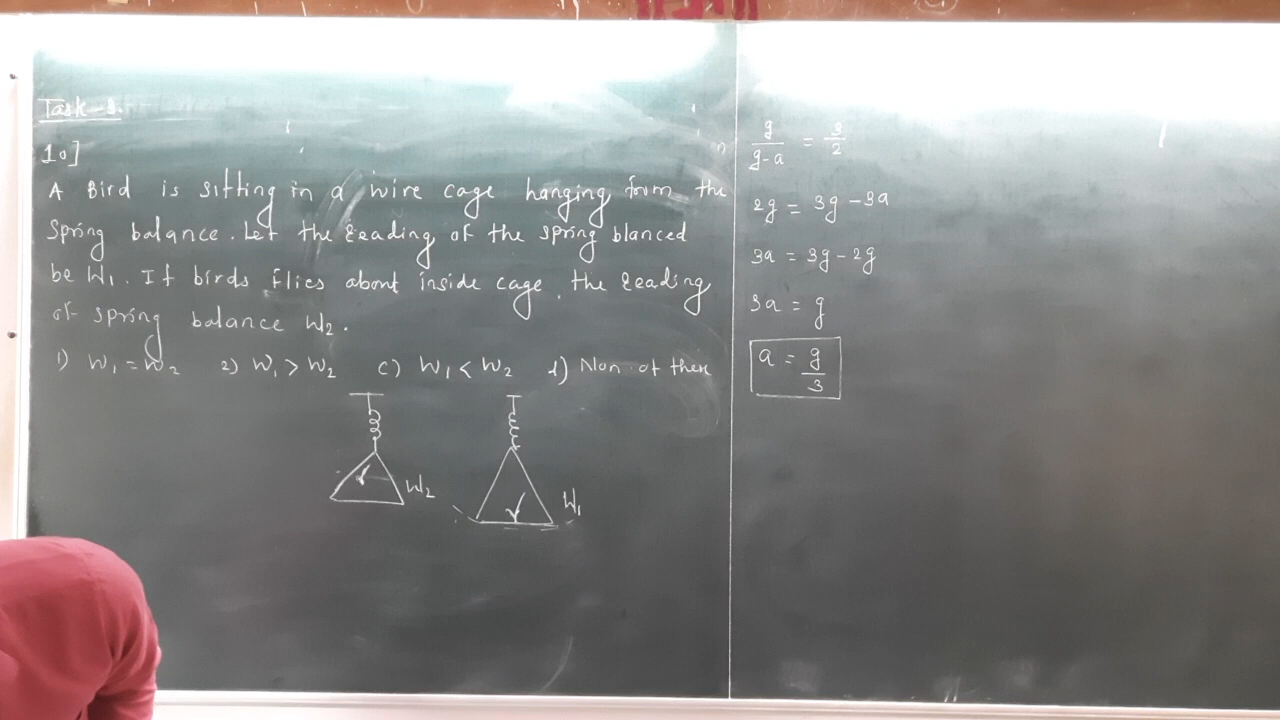 Task-3.
10]
A Bird is sitting in a wire cage hanging from the
Spring balance. Let the reading of the spring blanced
be W₁. If birds flies about inside cage, the reading
of spring balance W₂.
1) W₁ = W₂ 2) W₁ > W₂ C) W₁ < W₂ d) Non of these
W₂
W₁
g/g-a = 3/2
2g = 3g - 3a
3a = 3g - 2g
3a = g
a = g/3